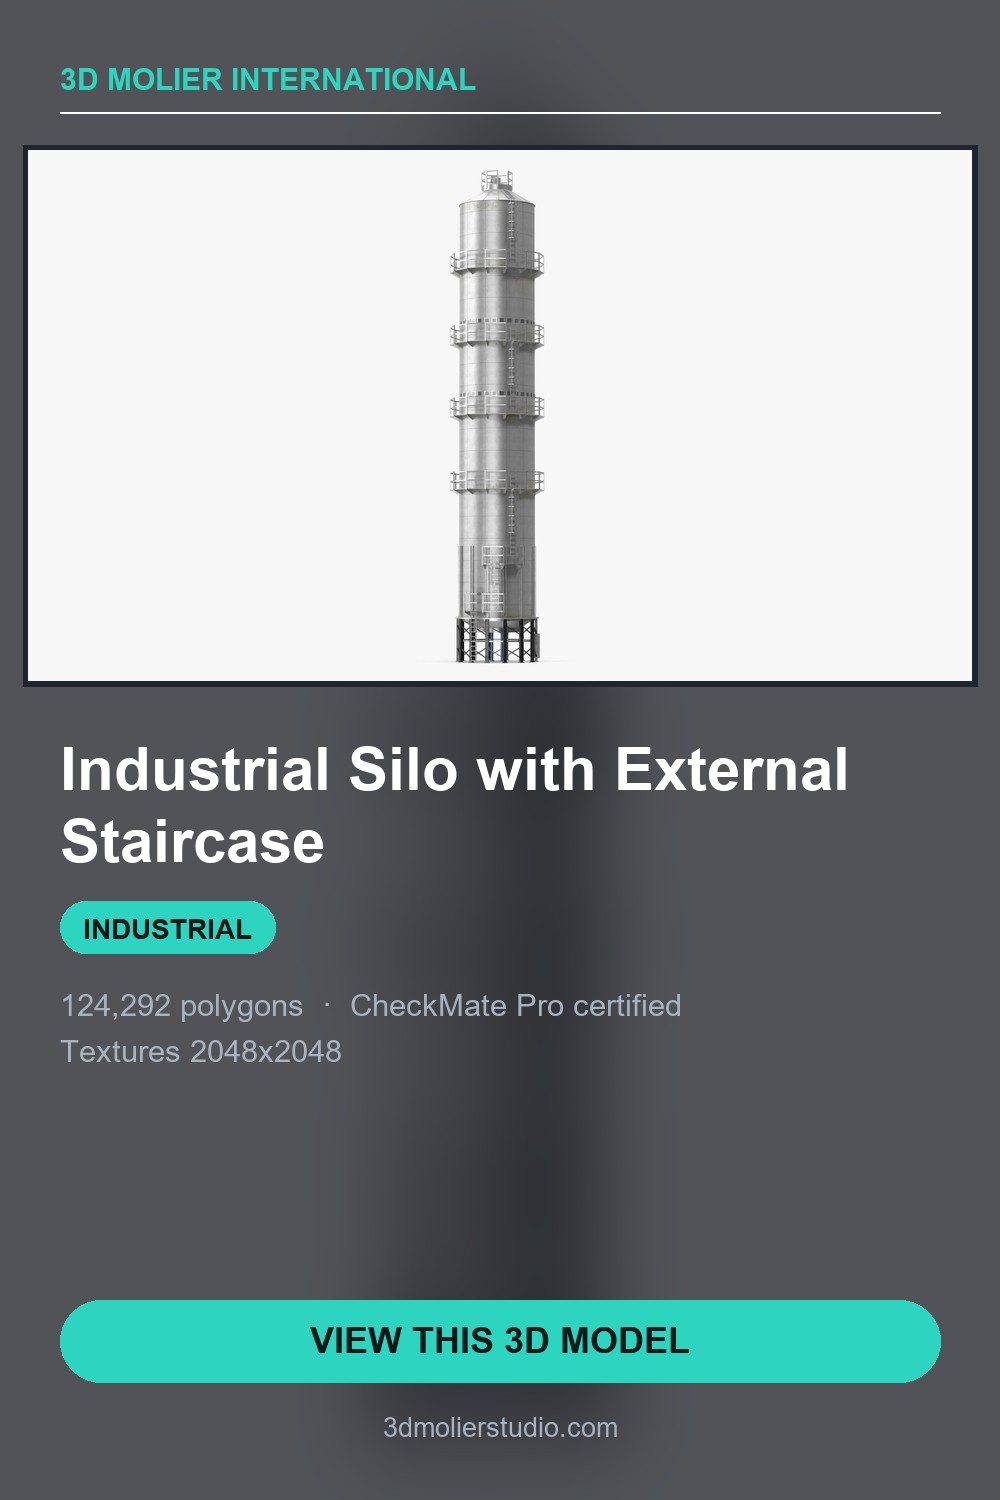 3D MOLIER INTERNATIONAL
Industrial Silo with External
Staircase
INDUSTRIAL
124,292 polygons · CheckMate Pro certified
Textures 2048x2048
VIEW THIS 3D MODEL
3dmolierstudio.com